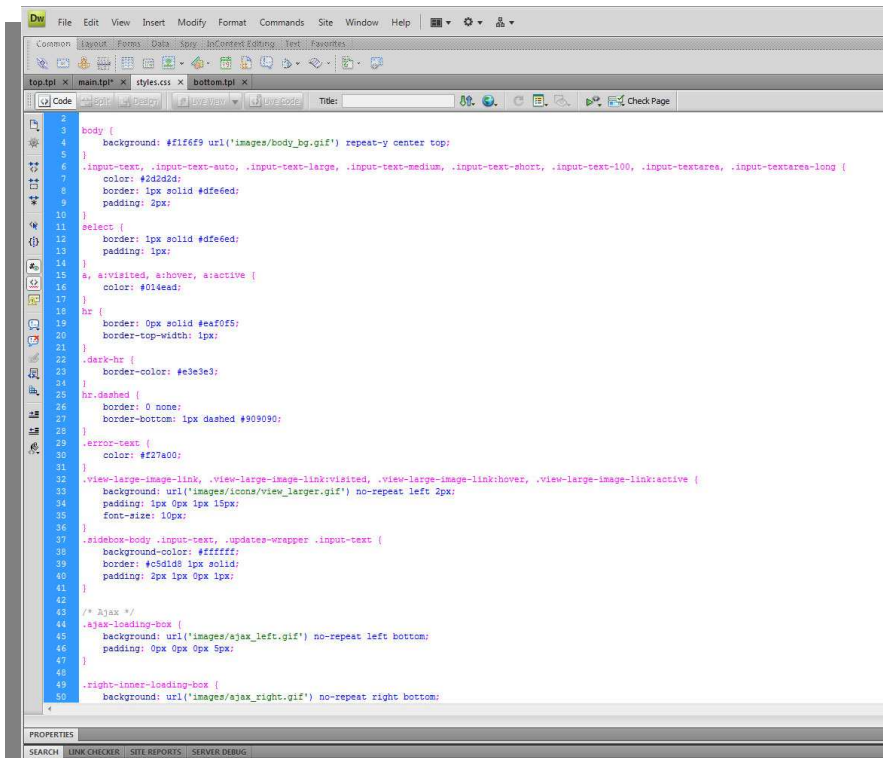 Dw File Edit View Insert Modify Format Commands Site Window Help
Common Layout Forms Data Spry InContext Editing Text Favorites
top.tpl × main.tpl* × styles.css × bottom.tpl ×
Code Split Design Live View Live Code Title: Check Page
2
3 body {
4 background: #f1f6f9 url('images/body_bg.gif') repeat-y center top;
5 }
6 .input-text, .input-text-auto, .input-text-large, .input-text-medium, .input-text-short, .input-text-100, .input-textarea, .input-textarea-long {
7 color: #2d2d2d;
8 border: 1px solid #dfe6ed;
9 padding: 2px;
10 }
11 select {
12 border: 1px solid #dfe6ed;
13 padding: 1px;
14 }
15 a, a:visited, a:hover, a:active {
16 color: #014ead;
17 }
18 hr {
19 border: 0px solid #eaf0f5;
20 border-top-width: 1px;
21 }
22 .dark-hr {
23 border-color: #e3e3e3;
24 }
25 hr.dashed {
26 border: 0 none;
27 border-bottom: 1px dashed #909090;
28 }
29 .error-text {
30 color: #f27a00;
31 }
32 .view-large-image-link, .view-large-image-link:visited, .view-large-image-link:hover, .view-large-image-link:active {
33 background: url('images/icons/view_larger.gif') no-repeat left 2px;
34 padding: 1px 0px 1px 15px;
35 font-size: 10px;
36 }
37 .sidebox-body .input-text, .updates-wrapper .input-text {
38 background-color: #ffffff;
39 border: #c5d1d8 1px solid;
40 padding: 2px 1px 0px 1px;
41 }
42
43 /* Ajax */
44 .ajax-loading-box {
45 background: url('images/ajax_left.gif') no-repeat left bottom;
46 padding: 0px 0px 0px 5px;
47 }
48
49 .right-inner-loading-box {
50 background: url('images/ajax_right.gif') no-repeat right bottom;
PROPERTIES
SEARCH LINK CHECKER SITE REPORTS SERVER DEBUG